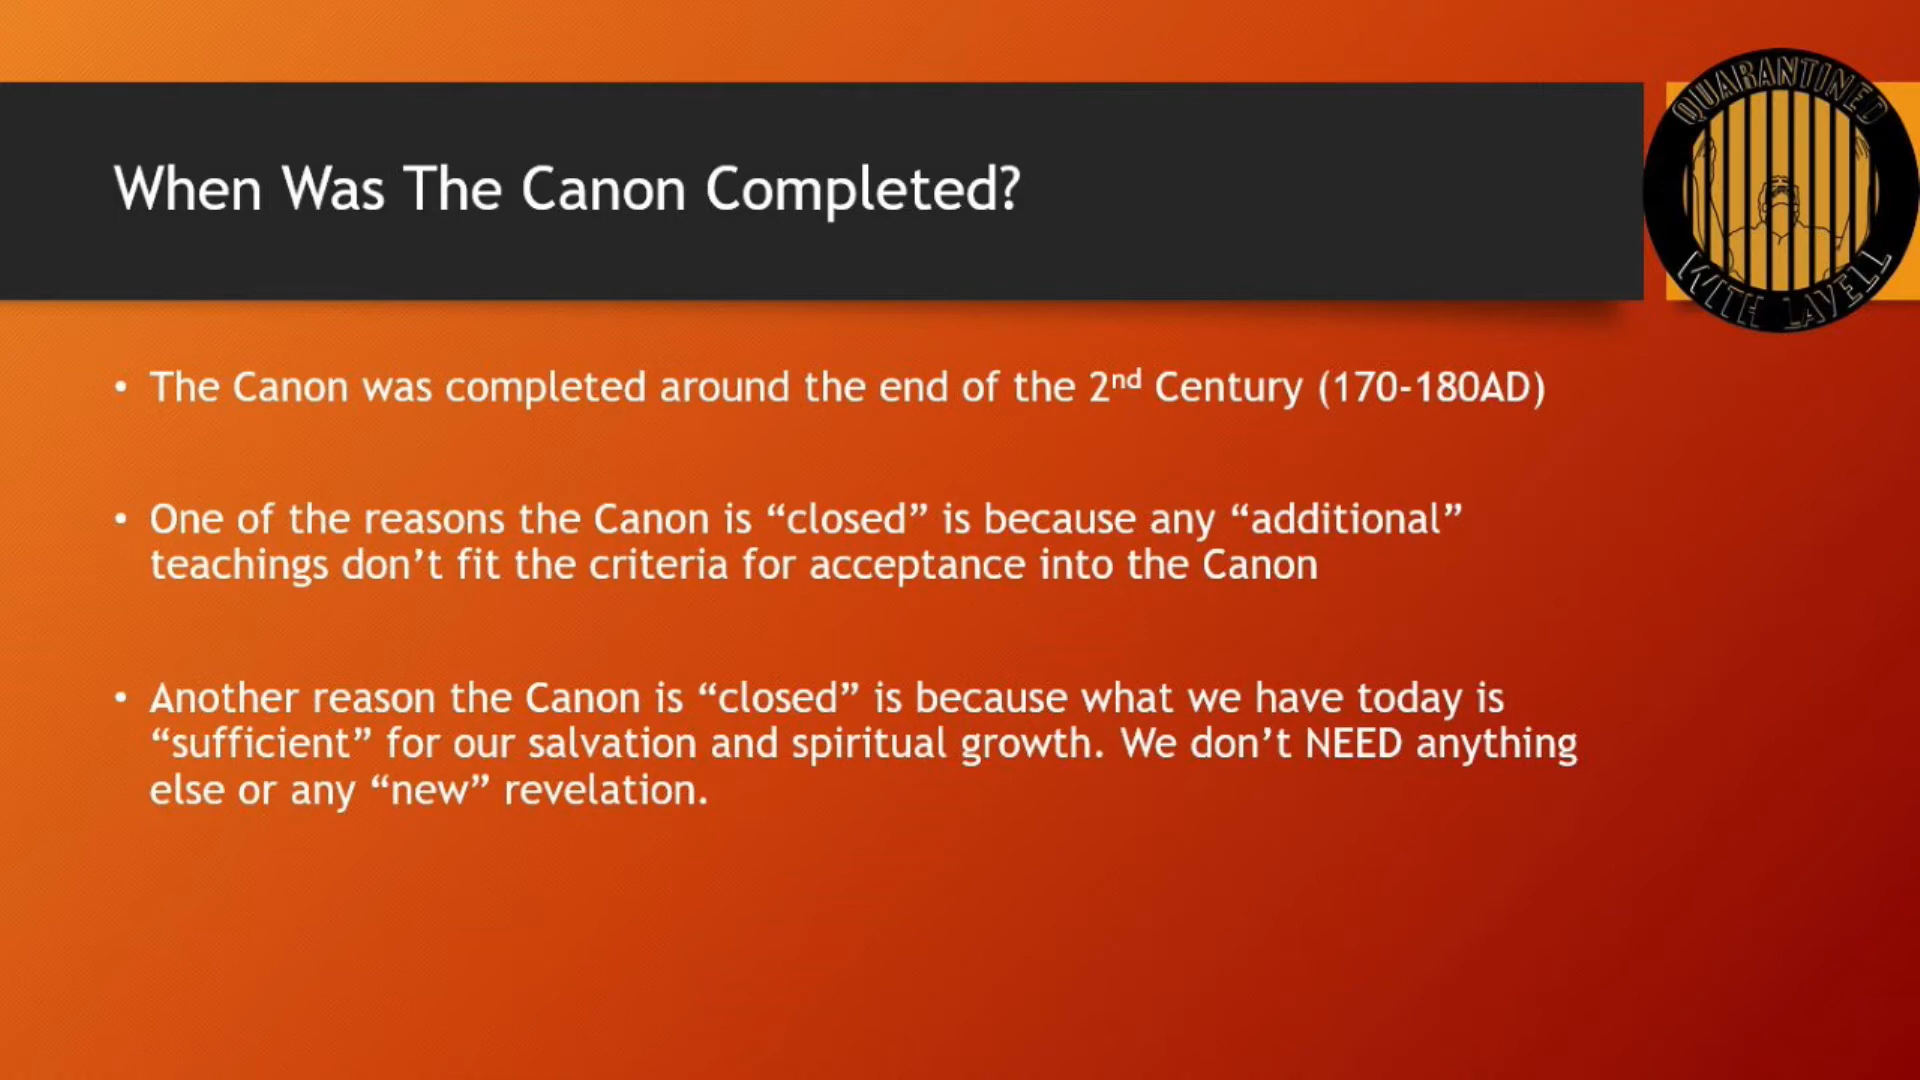 QUARANTINED
When Was The Canon Completed?
WITH LAVELL
• The Canon was completed around the end of the 2nd Century (170-180AD)
• One of the reasons the Canon is “closed” is because any “additional”
teachings don’t fit the criteria for acceptance into the Canon
• Another reason the Canon is “closed” is because what we have today is
“sufficient” for our salvation and spiritual growth. We don’t NEED anything
else or any “new” revelation.